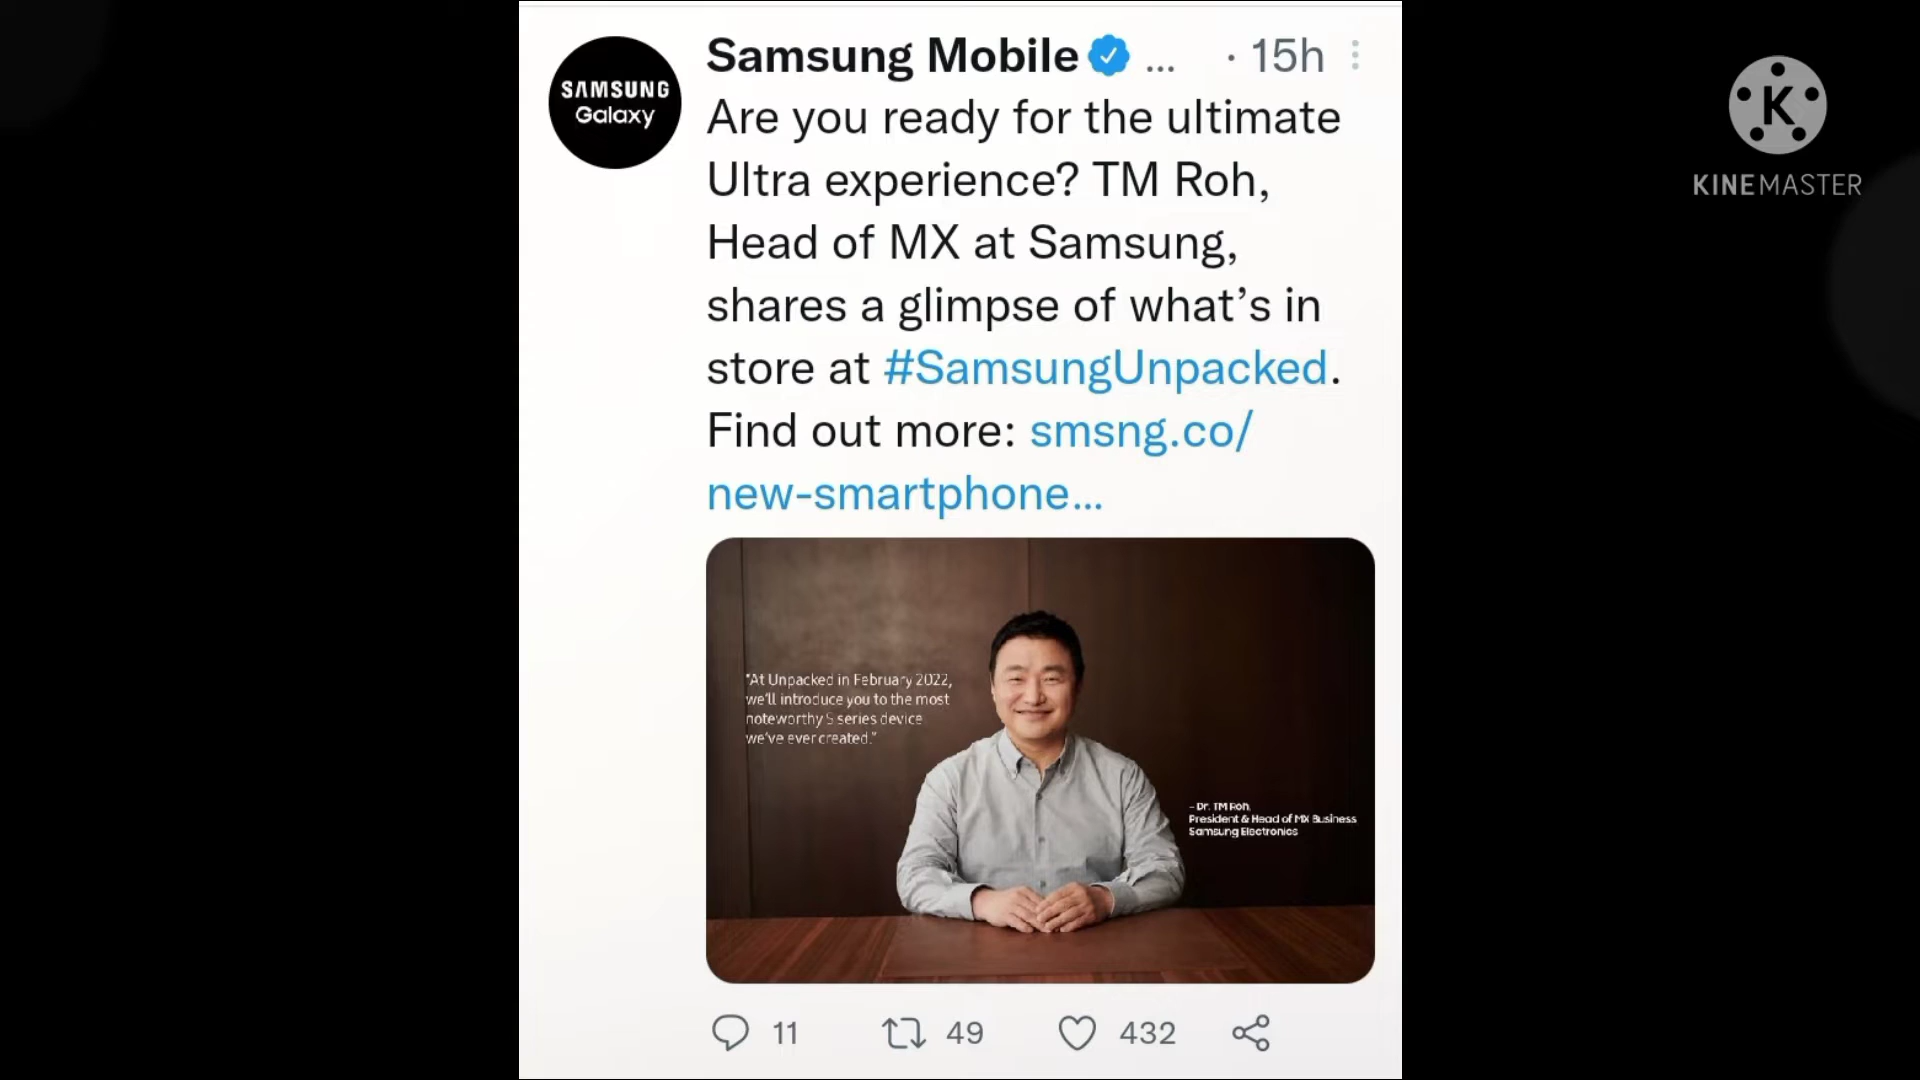 SAMSUNG
Galaxy
Samsung Mobile ... · 15h
Are you ready for the ultimate
Ultra experience? TM Roh,
Head of MX at Samsung,
shares a glimpse of what’s in
store at #SamsungUnpacked.
Find out more: smsng.co/
new-smartphone...
"At Unpacked in February 2022,
we'll introduce you to the most
noteworthy S series device
we've ever created."
– Dr. TM Roh,
President & Head of MX Business
Samsung Electronics
11 49 432
K
KINEMASTER